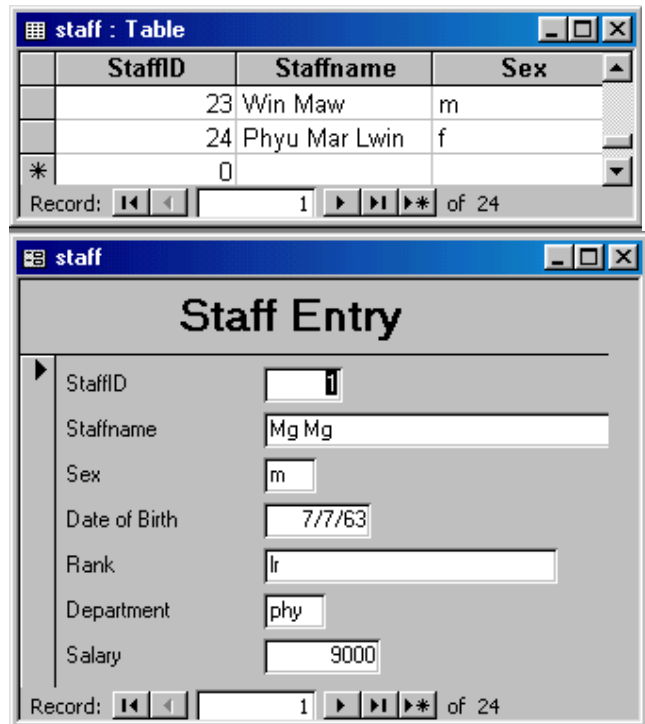 staff : Table
StaffID Staffname Sex
23 Win Maw m
24 Phyu Mar Lwin f
0
Record: 1 of 24
staff
Staff Entry
StaffID 1
Staffname Mg Mg
Sex m
Date of Birth 7/7/63
Rank lr
Department phy
Salary 9000
Record: 1 of 24